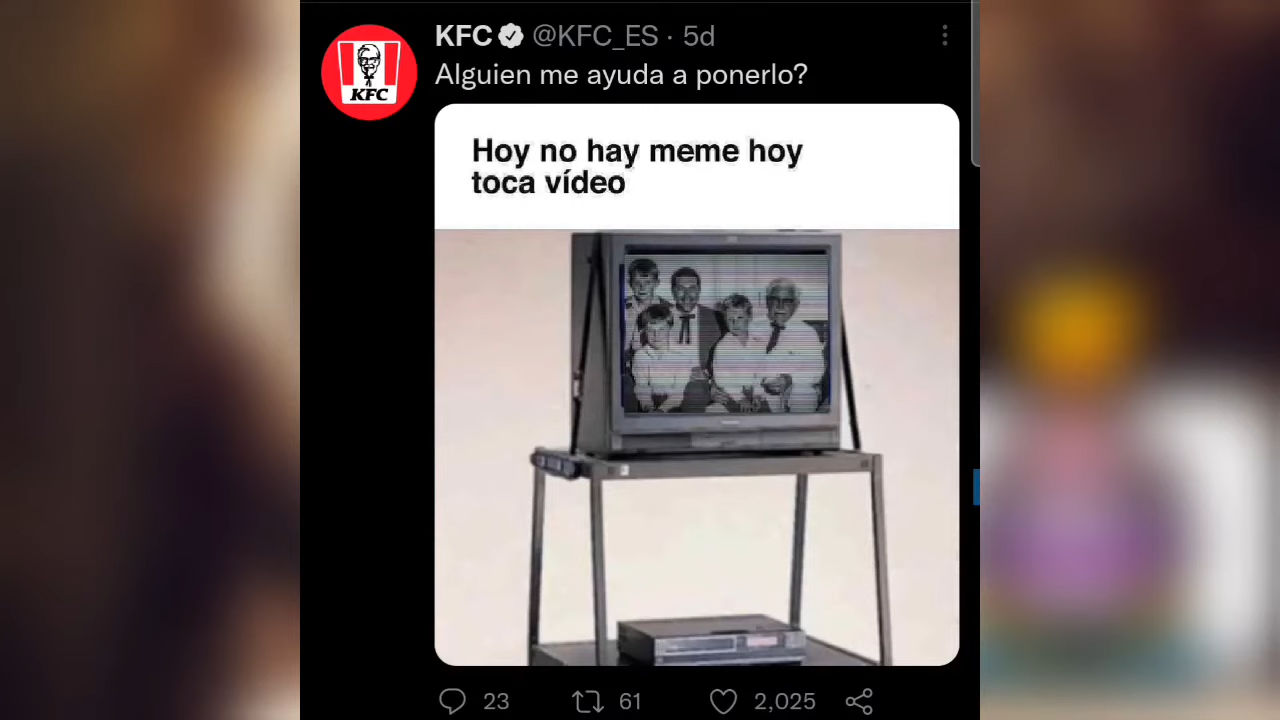 KFC @KFC_ES · 5d
Alguien me ayuda a ponerlo?
KFC
Hoy no hay meme hoy
toca vídeo
23 61 2,025